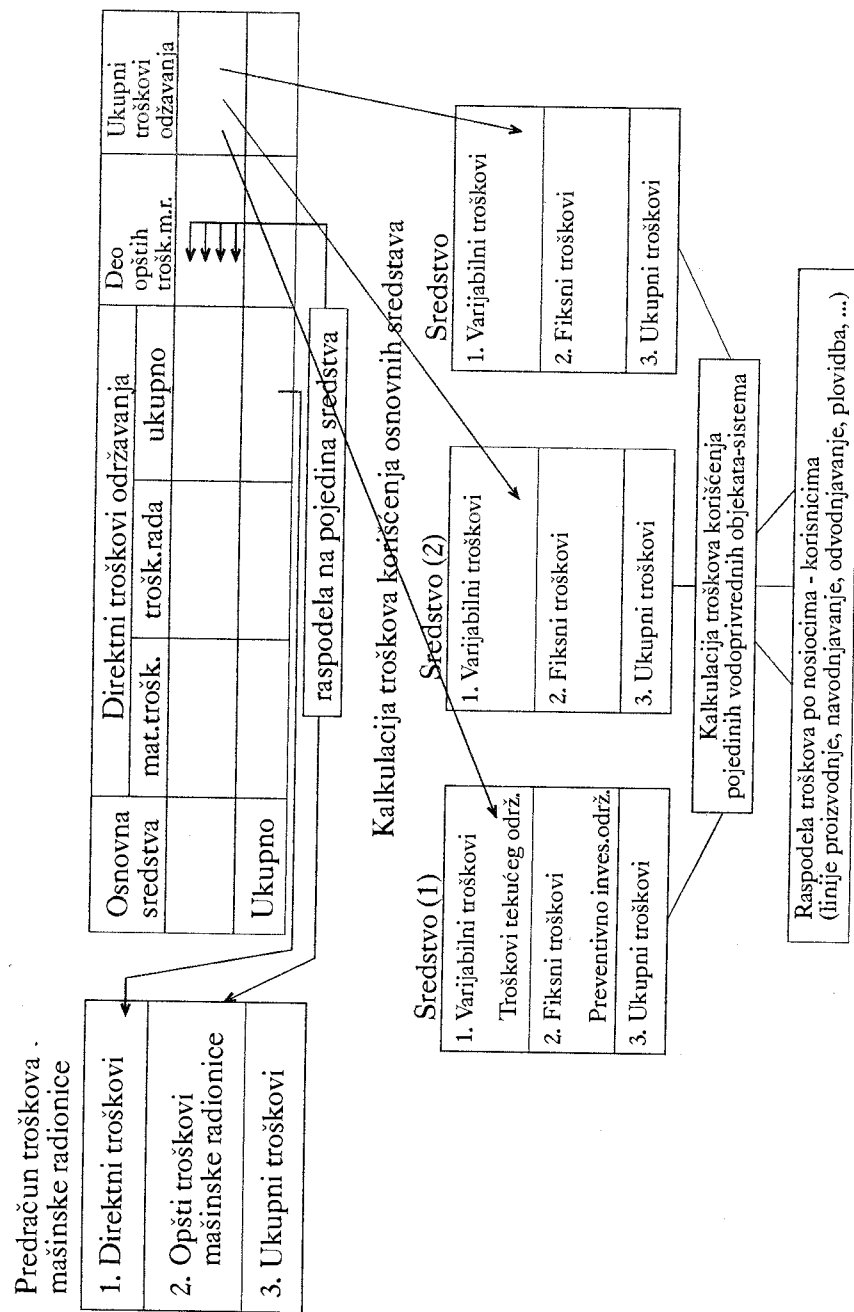 Predračun troškova .
mašinske radionice
1. Direktni troškovi
2. Opšti troškovi
mašinske radionice
3. Ukupni troškovi
Osnovna
sredstva
Direktni troškovi održavanja
mat.trošk.
trošk.rada
ukupno
Deo
opštih
trošk.m.r.
Ukupni
troškovi
odžavanja
Ukupno
raspodela na pojedina sredstva
Kalkulacija troškova korišćenja osnovnih sredstava
Sredstvo (1)
1. Varijabilni troškovi
Troškovi tekućeg održ.
2. Fiksni troškovi
Preventivno inves.održ.
3. Ukupni troškovi
Sredstvo (2)
1. Varijabilni troškovi
2. Fiksni troškovi
3. Ukupni troškovi
Sredstvo
1. Varijabilni troškovi
2. Fiksni troškovi
3. Ukupni troškovi
Kalkulacija troškova korišćenja
pojedinih vodoprivrednih objekata-sistema
Raspodela troškova po nosiocima - korisnicima
(linije proizvodnje, navodnjavanje, odvodnjavanje, plovidba, ...)